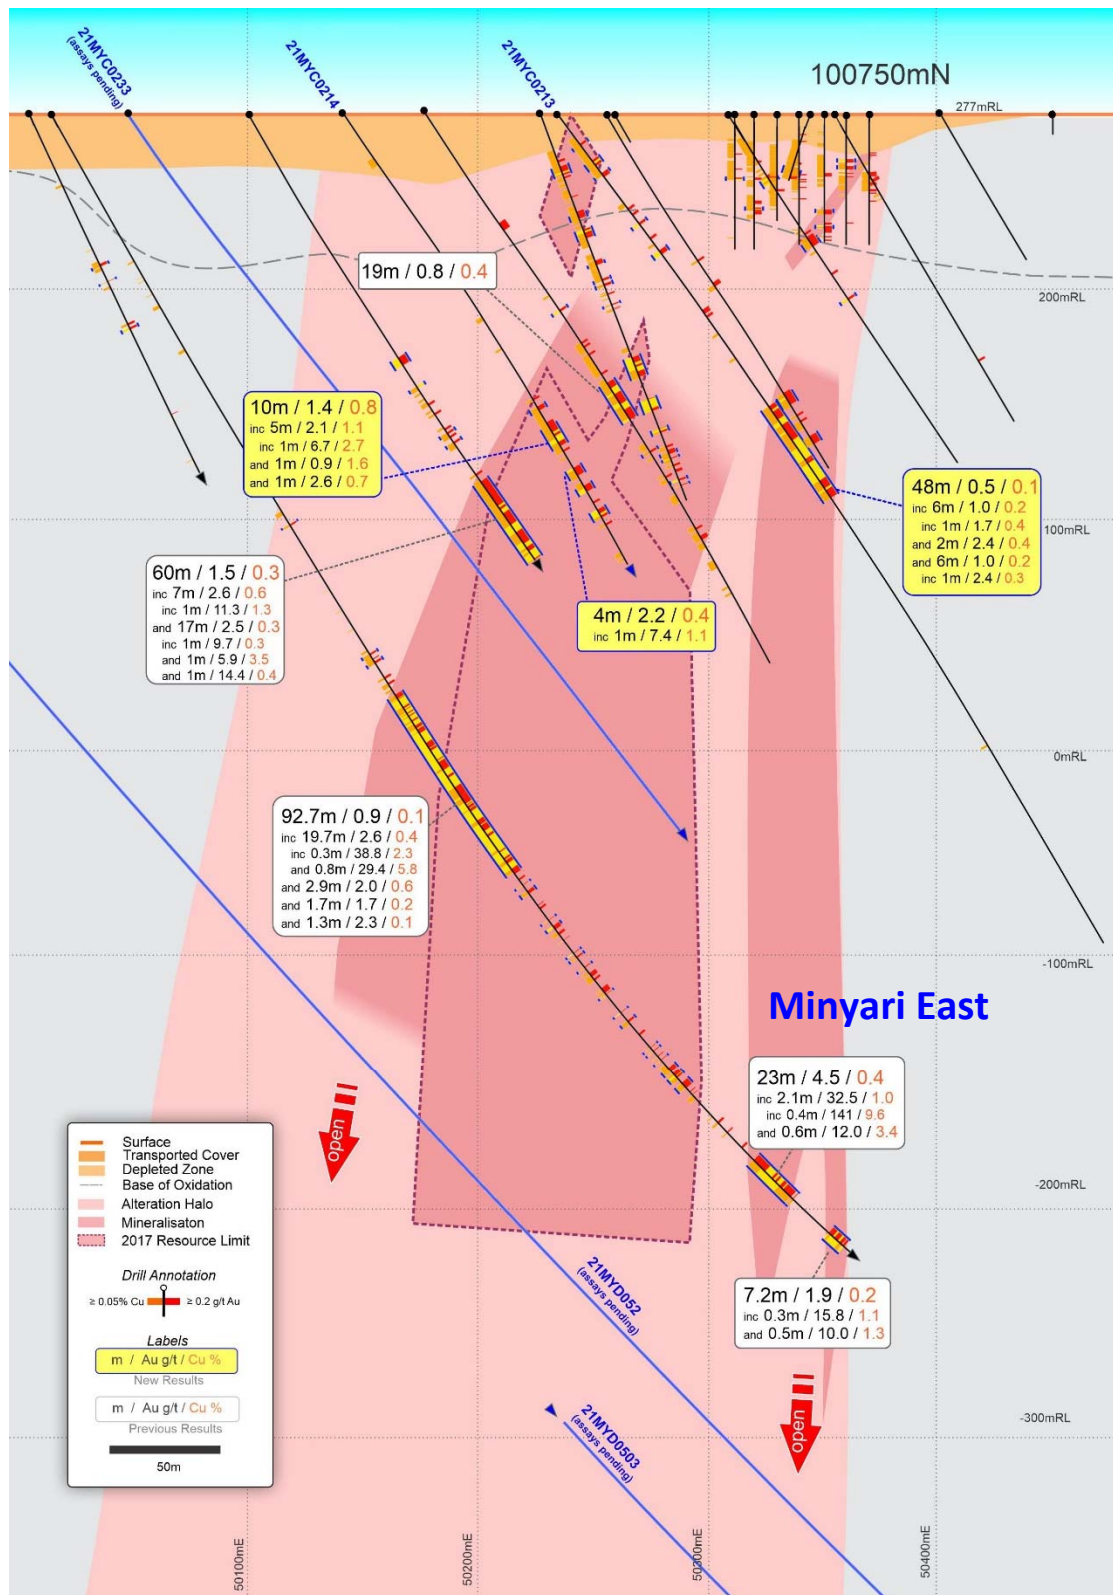 21MYC0233
(assays pending)
21MYC0214
21MYC0213
100750mN
277mRL
19m / 0.8 / 0.4
200mRL
10m / 1.4 / 0.8
inc 5m / 2.1 / 1.1
inc 1m / 6.7 / 2.7
and 1m / 0.9 / 1.6
and 1m / 2.6 / 0.7
48m / 0.5 / 0.1
inc 6m / 1.0 / 0.2
inc 1m / 1.7 / 0.4
and 2m / 2.4 / 0.4
and 6m / 1.0 / 0.2
inc 1m / 2.4 / 0.3
100mRL
60m / 1.5 / 0.3
inc 7m / 2.6 / 0.6
inc 1m / 11.3 / 1.3
and 17m / 2.5 / 0.3
inc 1m / 9.7 / 0.3
and 1m / 5.9 / 3.5
and 1m / 14.4 / 0.4
4m / 2.2 / 0.4
inc 1m / 7.4 / 1.1
0mRL
92.7m / 0.9 / 0.1
inc 19.7m / 2.6 / 0.4
inc 0.3m / 38.8 / 2.3
and 0.8m / 29.4 / 5.8
and 2.9m / 2.0 / 0.6
and 1.7m / 1.7 / 0.2
and 1.3m / 2.3 / 0.1
-100mRL
Minyari East
23m / 4.5 / 0.4
inc 2.1m / 32.5 / 1.0
inc 0.4m / 141 / 9.6
and 0.6m / 12.0 / 3.4
open
-200mRL
Surface
Transported Cover
Depleted Zone
Base of Oxidation
Alteration Halo
Mineralisaton
2017 Resource Limit
Drill Annotation
≥ 0.05% Cu
≥ 0.2 g/t Au
Labels
m / Au g/t / Cu %
New Results
m / Au g/t / Cu %
Previous Results
50m
21MYD052
(assays pending)
7.2m / 1.9 / 0.2
inc 0.3m / 15.8 / 1.1
and 0.5m / 10.0 / 1.3
open
21MYD0503
(assays pending)
-300mRL
50100mE
50200mE
50300mE
50400mE